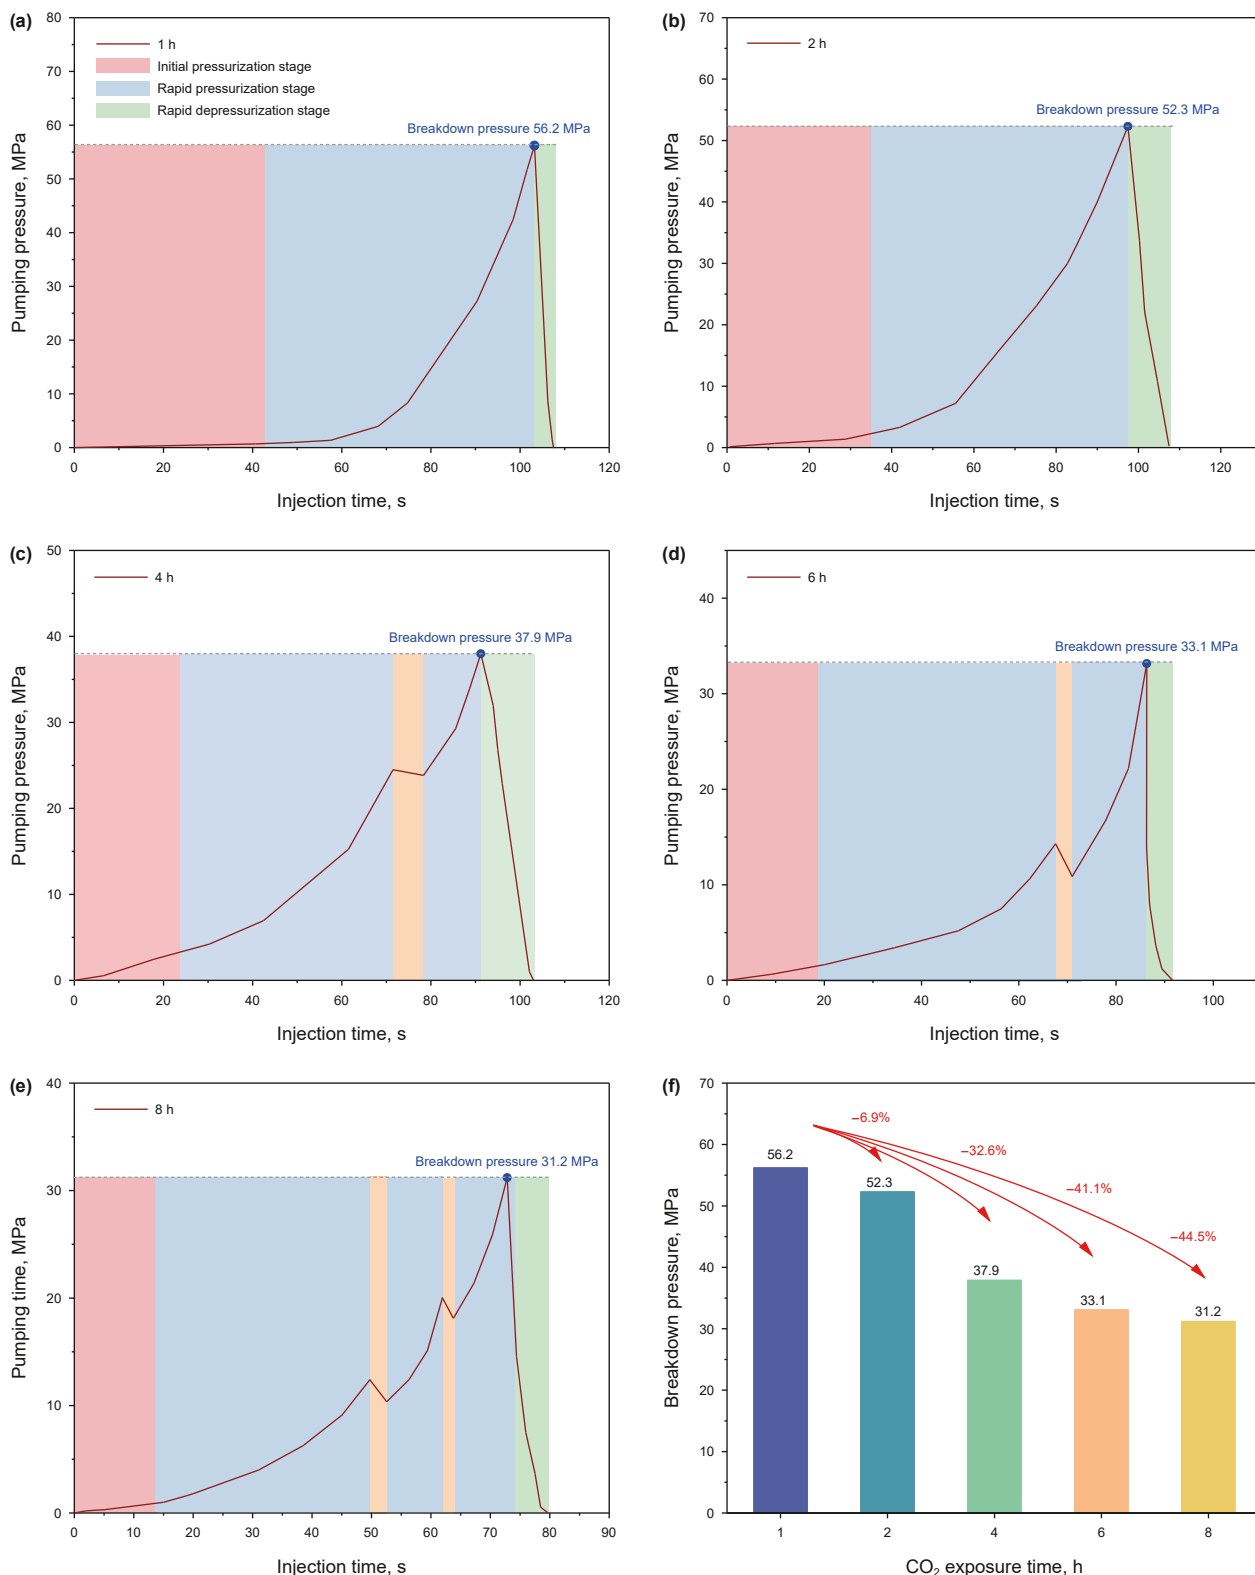 (a)
80
70
60
50
40
30
20
10
0
Pumping pressure, MPa
1 h
Initial pressurization stage
Rapid pressurization stage
Rapid depressurization stage
Breakdown pressure 56.2 MPa
0 20 40 60 80 100 120
Injection time, s
(b)
70
60
50
40
30
20
10
0
Pumping pressure, MPa
2 h
Breakdown pressure 52.3 MPa
0 20 40 60 80 100 120
Injection time, s
(c)
50
40
30
20
10
0
Pumping pressure, MPa
4 h
Breakdown pressure 37.9 MPa
0 20 40 60 80 100 120
Injection time, s
(d)
40
30
20
10
0
Pumping pressure, MPa
6 h
Breakdown pressure 33.1 MPa
0 20 40 60 80 100
Injection time, s
(e)
40
30
20
10
0
Pumping time, MPa
8 h
Breakdown pressure 31.2 MPa
0 10 20 30 40 50 60 70 80 90
Injection time, s
(f)
70
60
50
40
30
20
10
0
Breakdown pressure, MPa
–6.9%
–32.6%
–41.1%
–44.5%
56.2
52.3
37.9
33.1
31.2
1 2 4 6 8
CO₂ exposure time, h